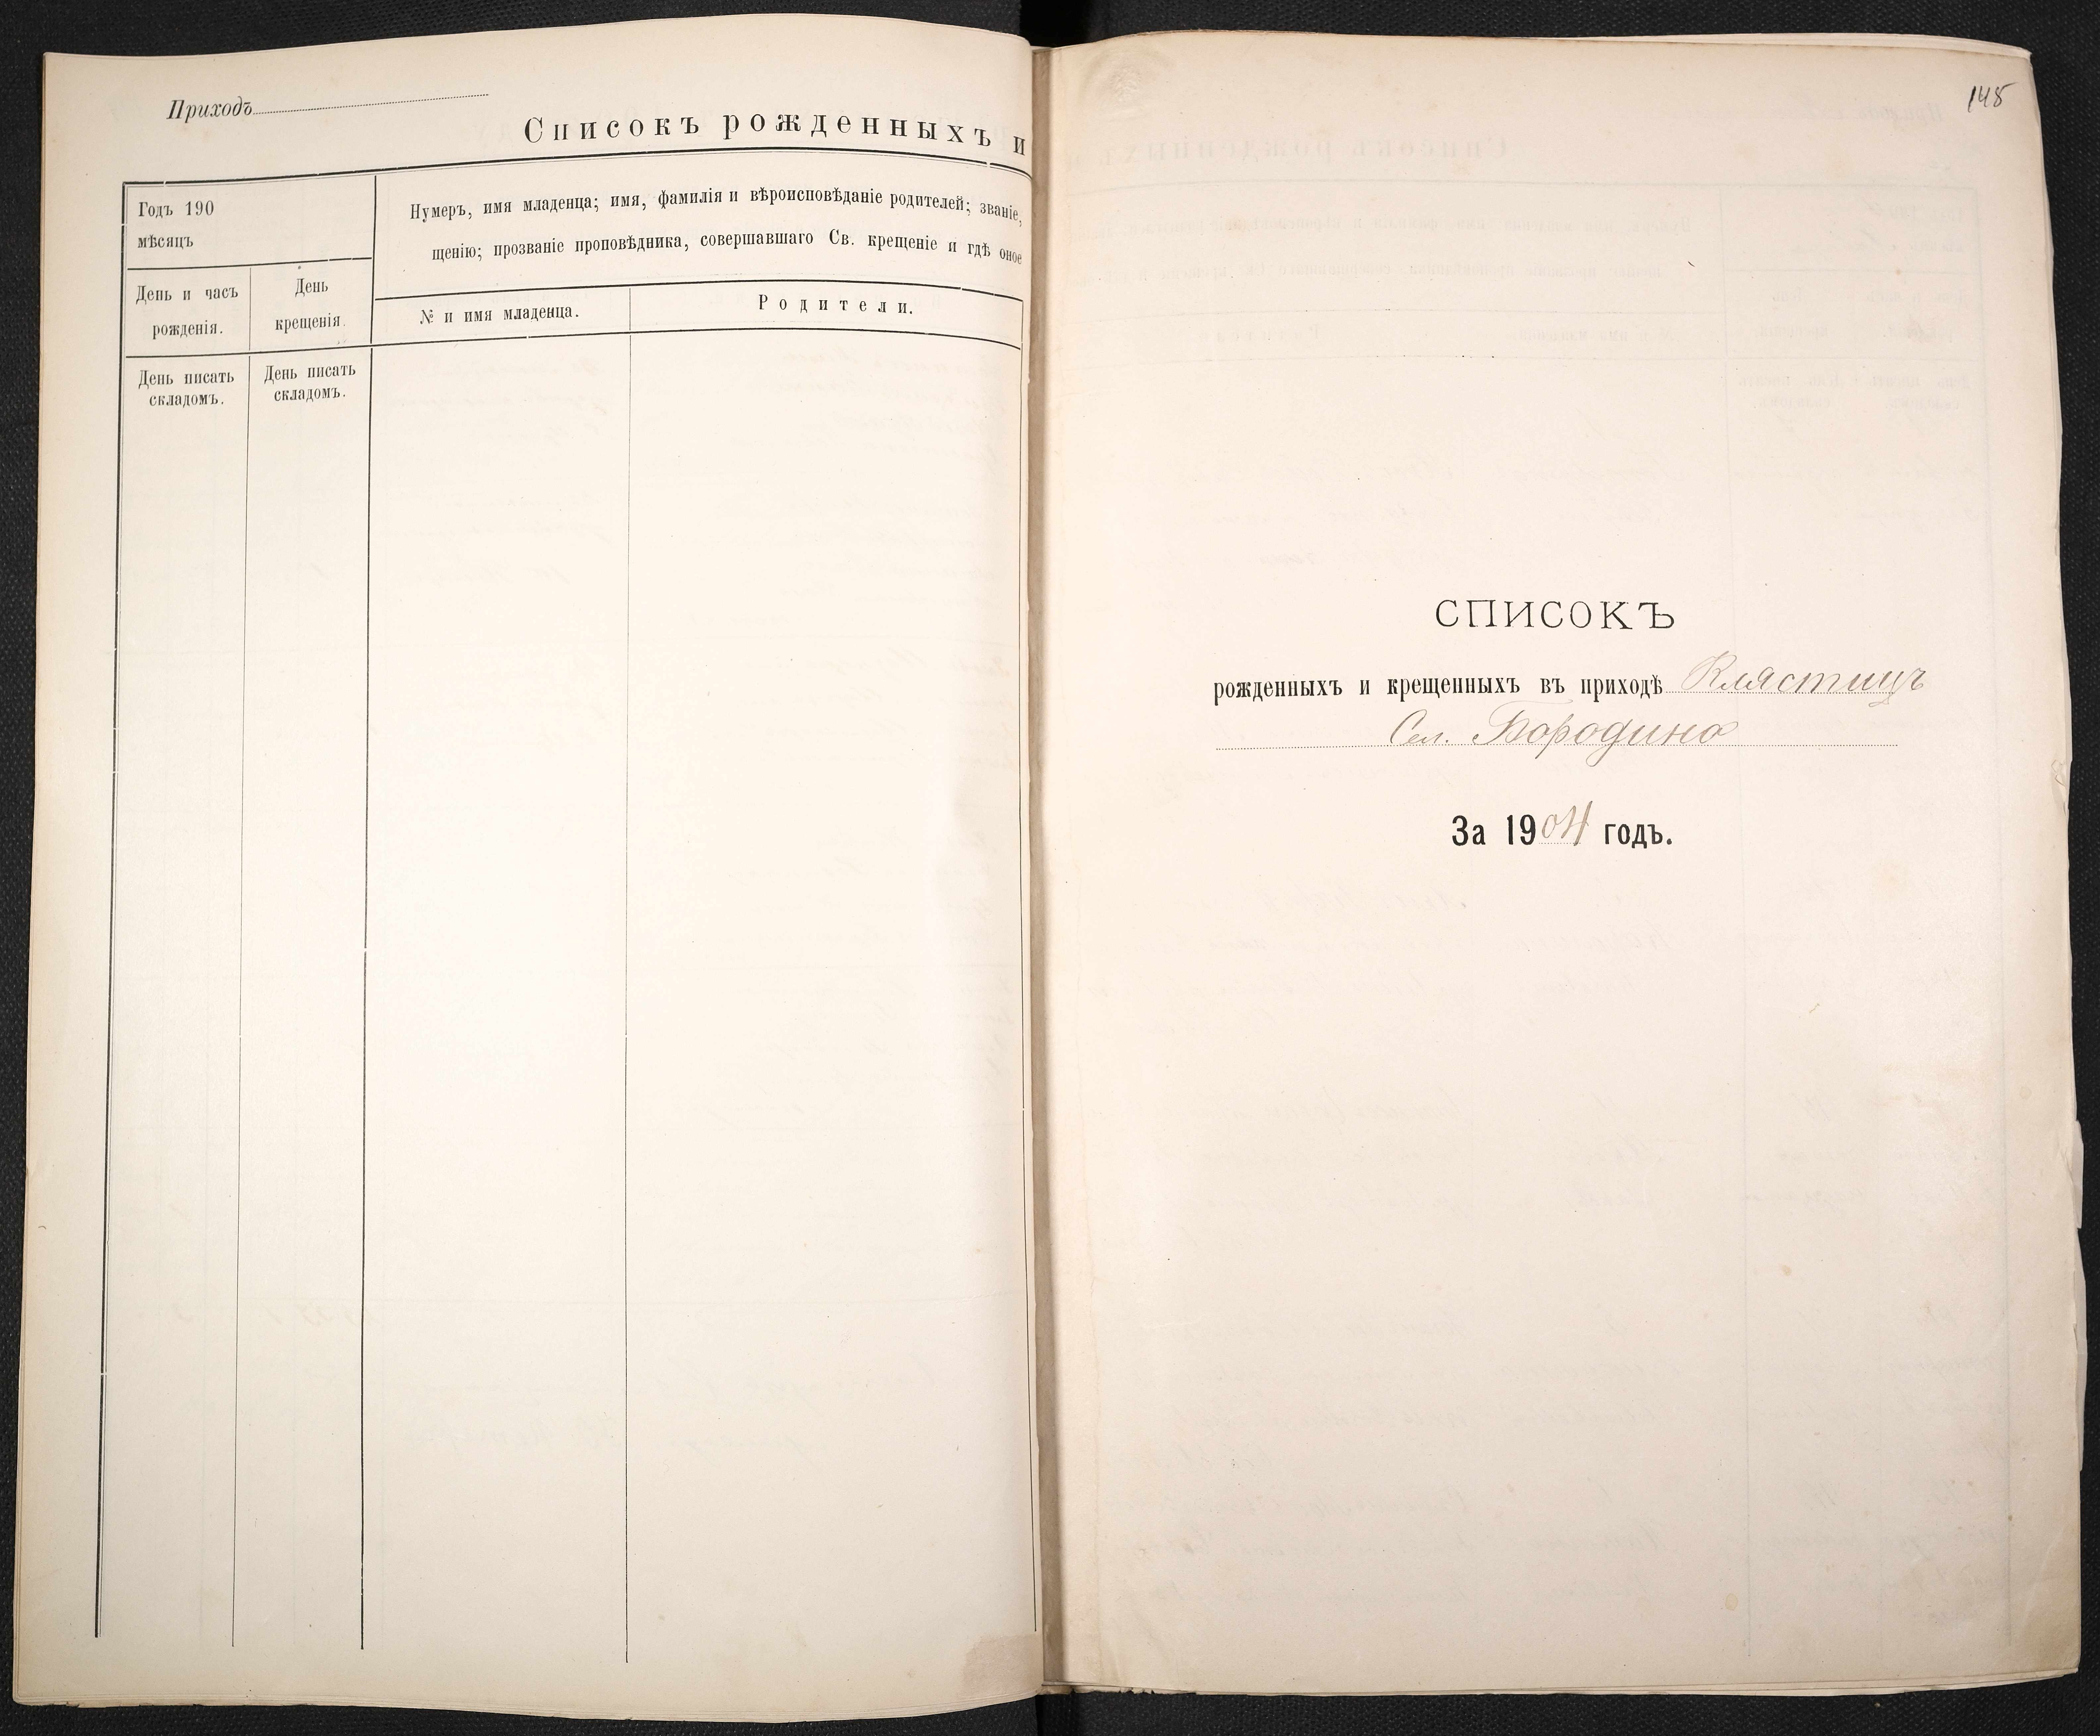 Приходъ
Списокъ рожденныхъ и
Годъ 190
мѣсяцъ
Нумеръ, имя младенца; имя, фамилія и вѣроисповѣданіе родителей; званіе,
щенію; прозваніе проповѣдника, совершавшаго Св. крещеніе и гдѣ оное
День и часъ
рожденія.
День
крещенія.
№ и имя младенца.
Родители.
День писать
складомъ.
День писать
складомъ.
148
СПИСОКЪ
рожденныхъ и крещенныхъ въ приходѣ Клястицъ
Сел. Бородино
За 1904 годъ.